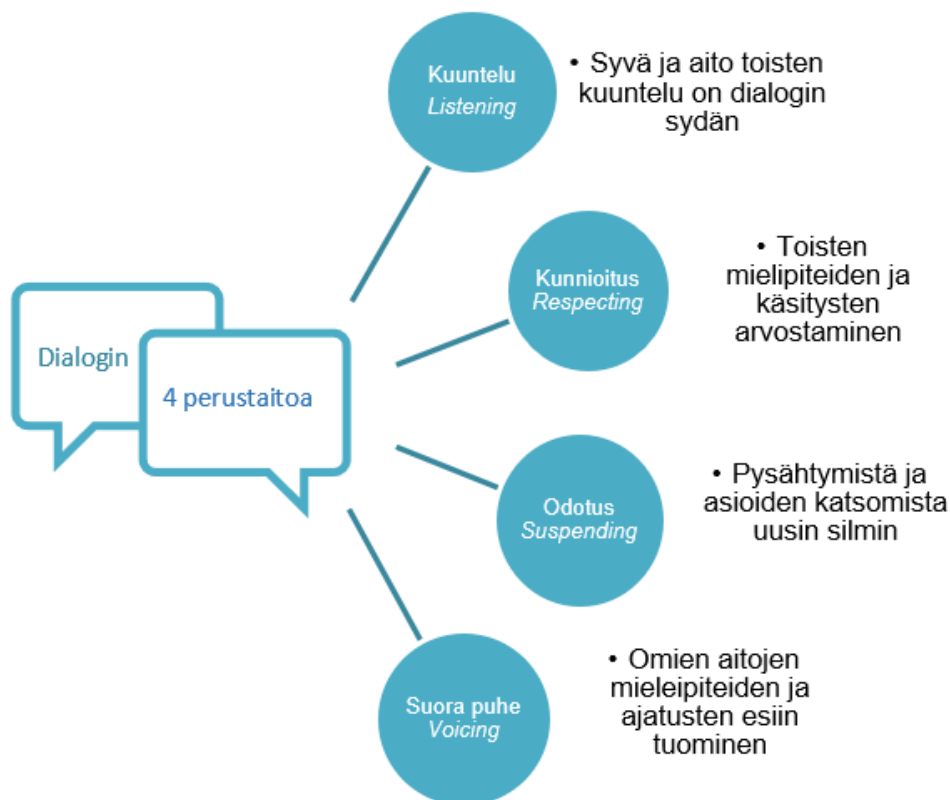 Dialogin
4 perustaitoa
Kuuntelu
Listening
• Syvä ja aito toisten
kuuntelu on dialogin
sydän
Kunnioitus
Respecting
• Toisten
mielipiteiden ja
käsitysten
arvostaminen
Odotus
Suspending
• Pysähtymistä ja
asioiden katsomista
uusin silmin
Suora puhe
Voicing
• Omien aitojen
mieleipiteiden ja
ajatusten esiin
tuominen